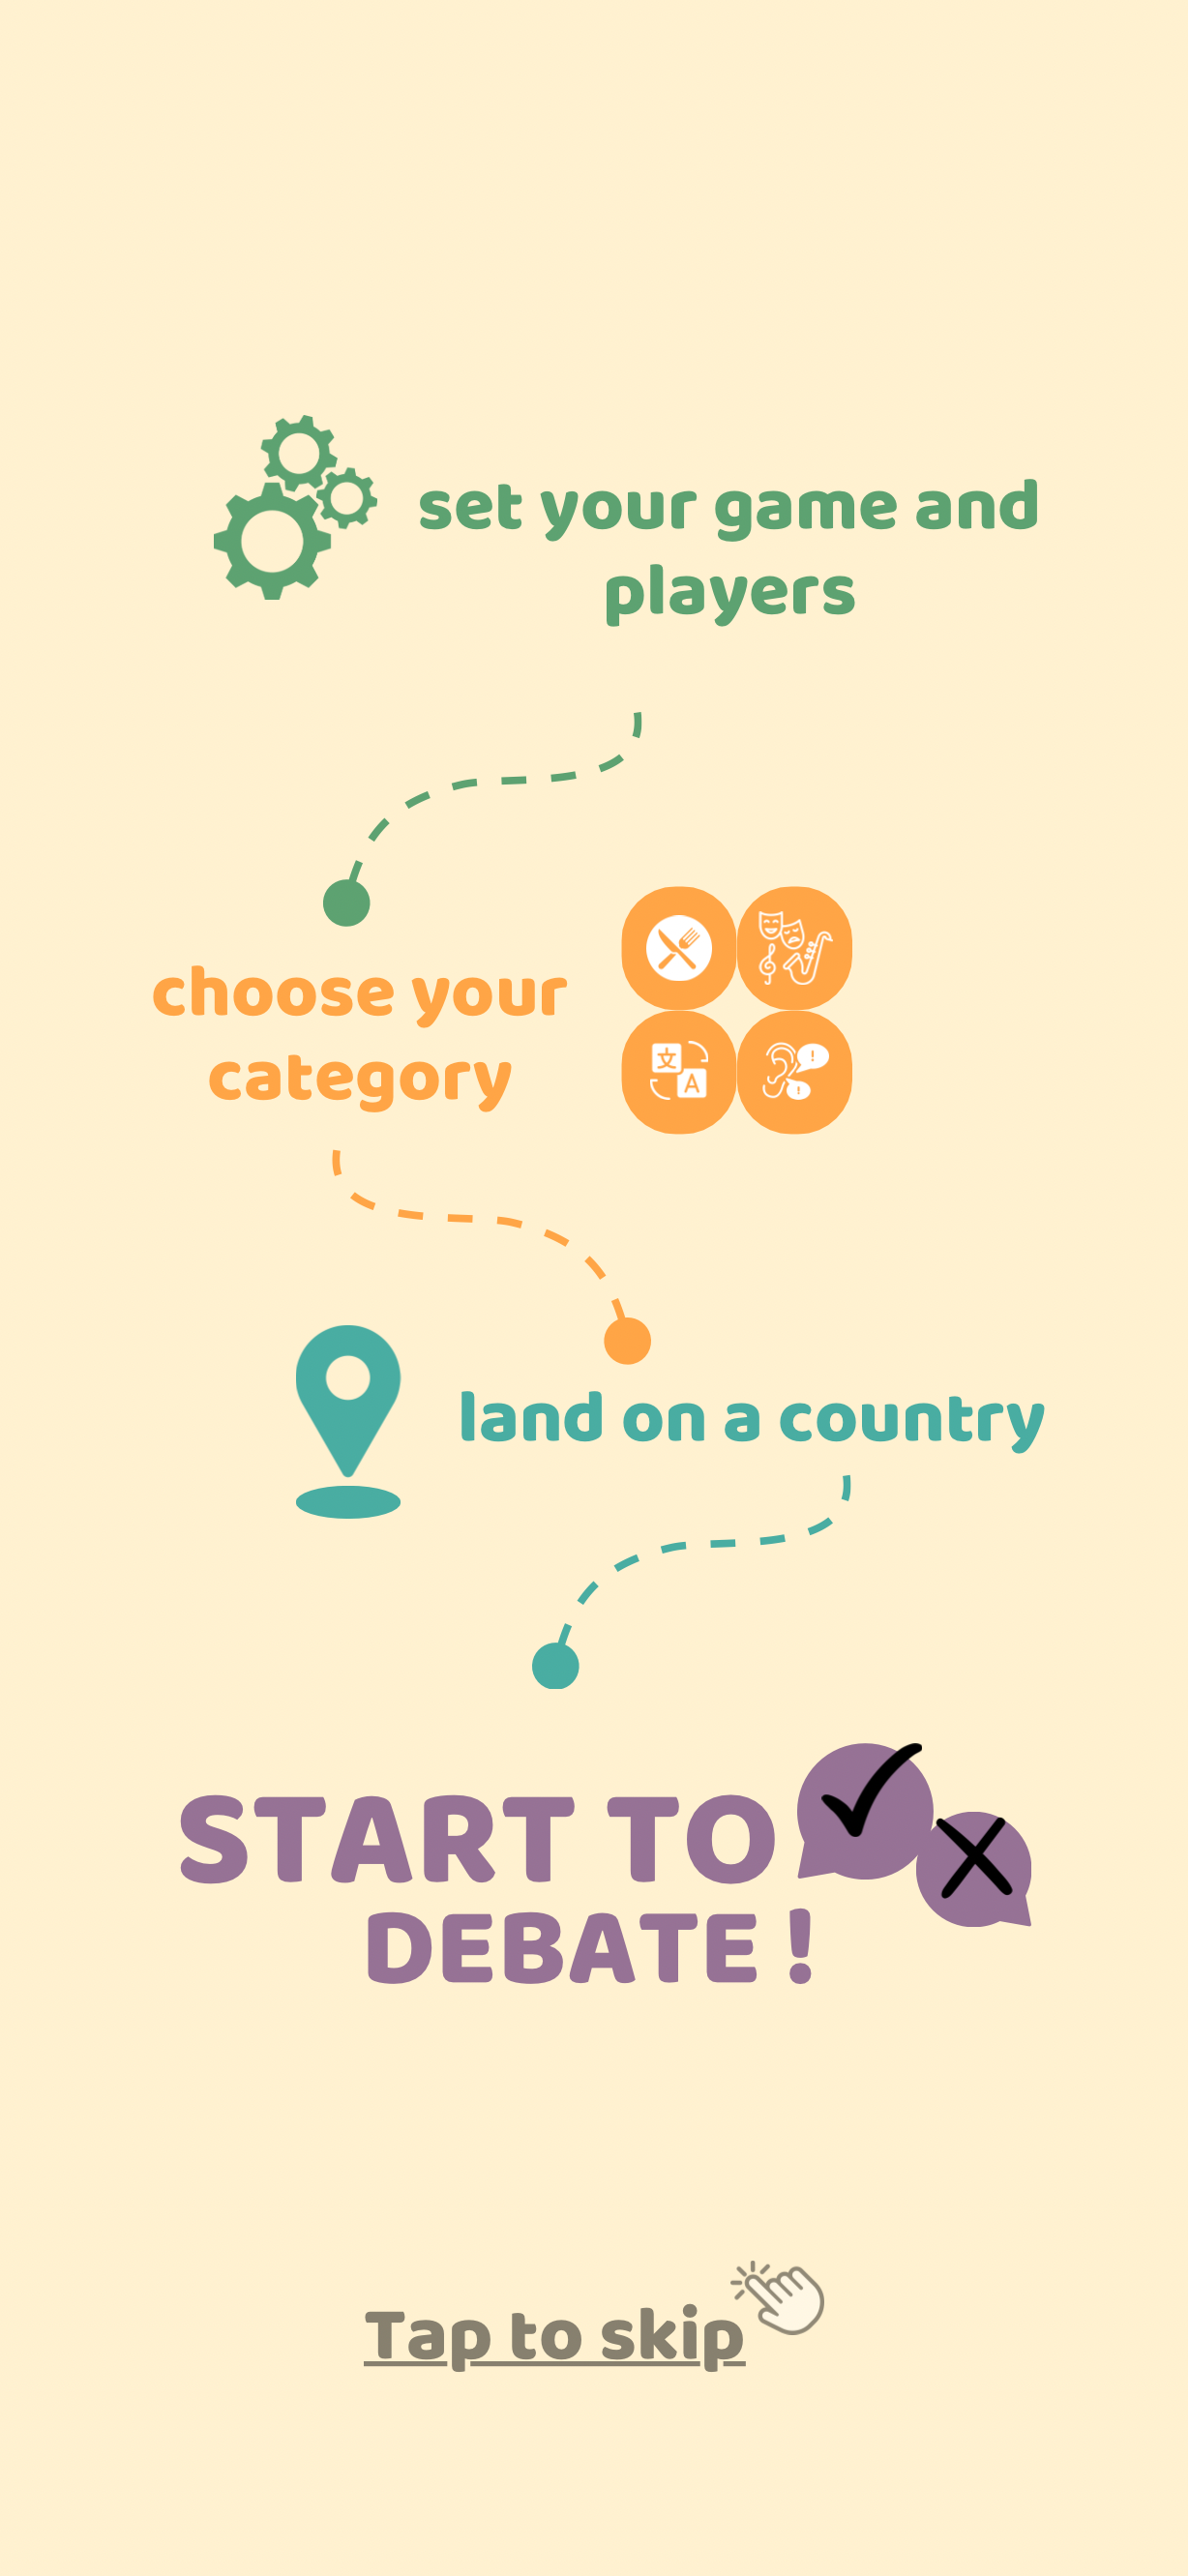 set your game and
players
choose your
category
文
A
!
!
land on a country
START TO
DEBATE !
Tap to skip